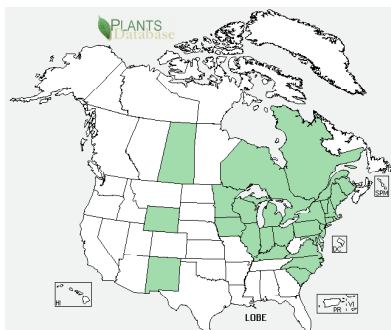 PLANTS
Database
SPM
DC
HI
VI
PR
LOBE